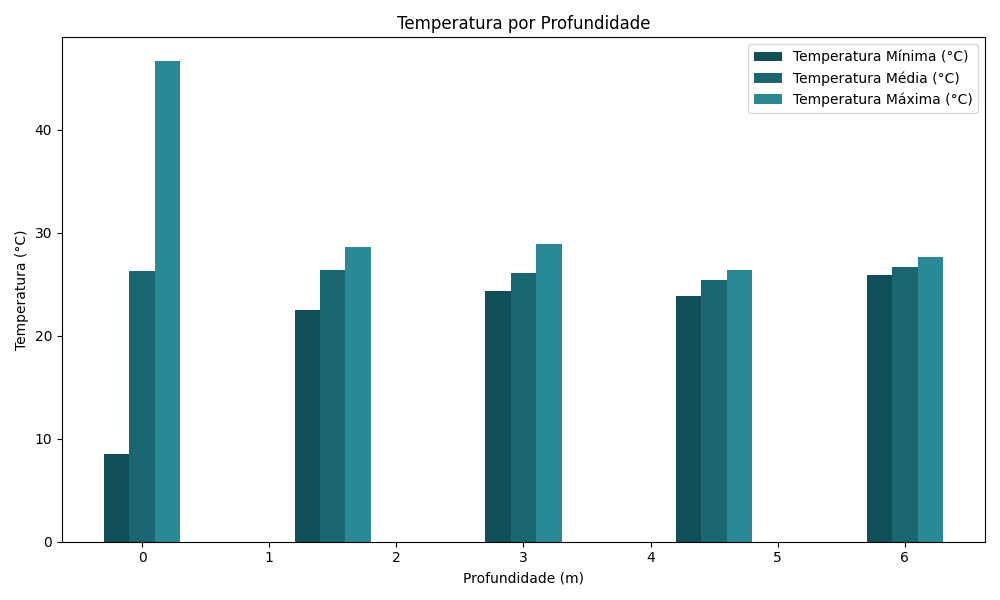 Temperatura por Profundidade
Temperatura Mínima (°C)
Temperatura Média (°C)
Temperatura Máxima (°C)
Temperatura (°C)
40
30
20
10
0
0 1 2 3 4 5 6
Profundidade (m)